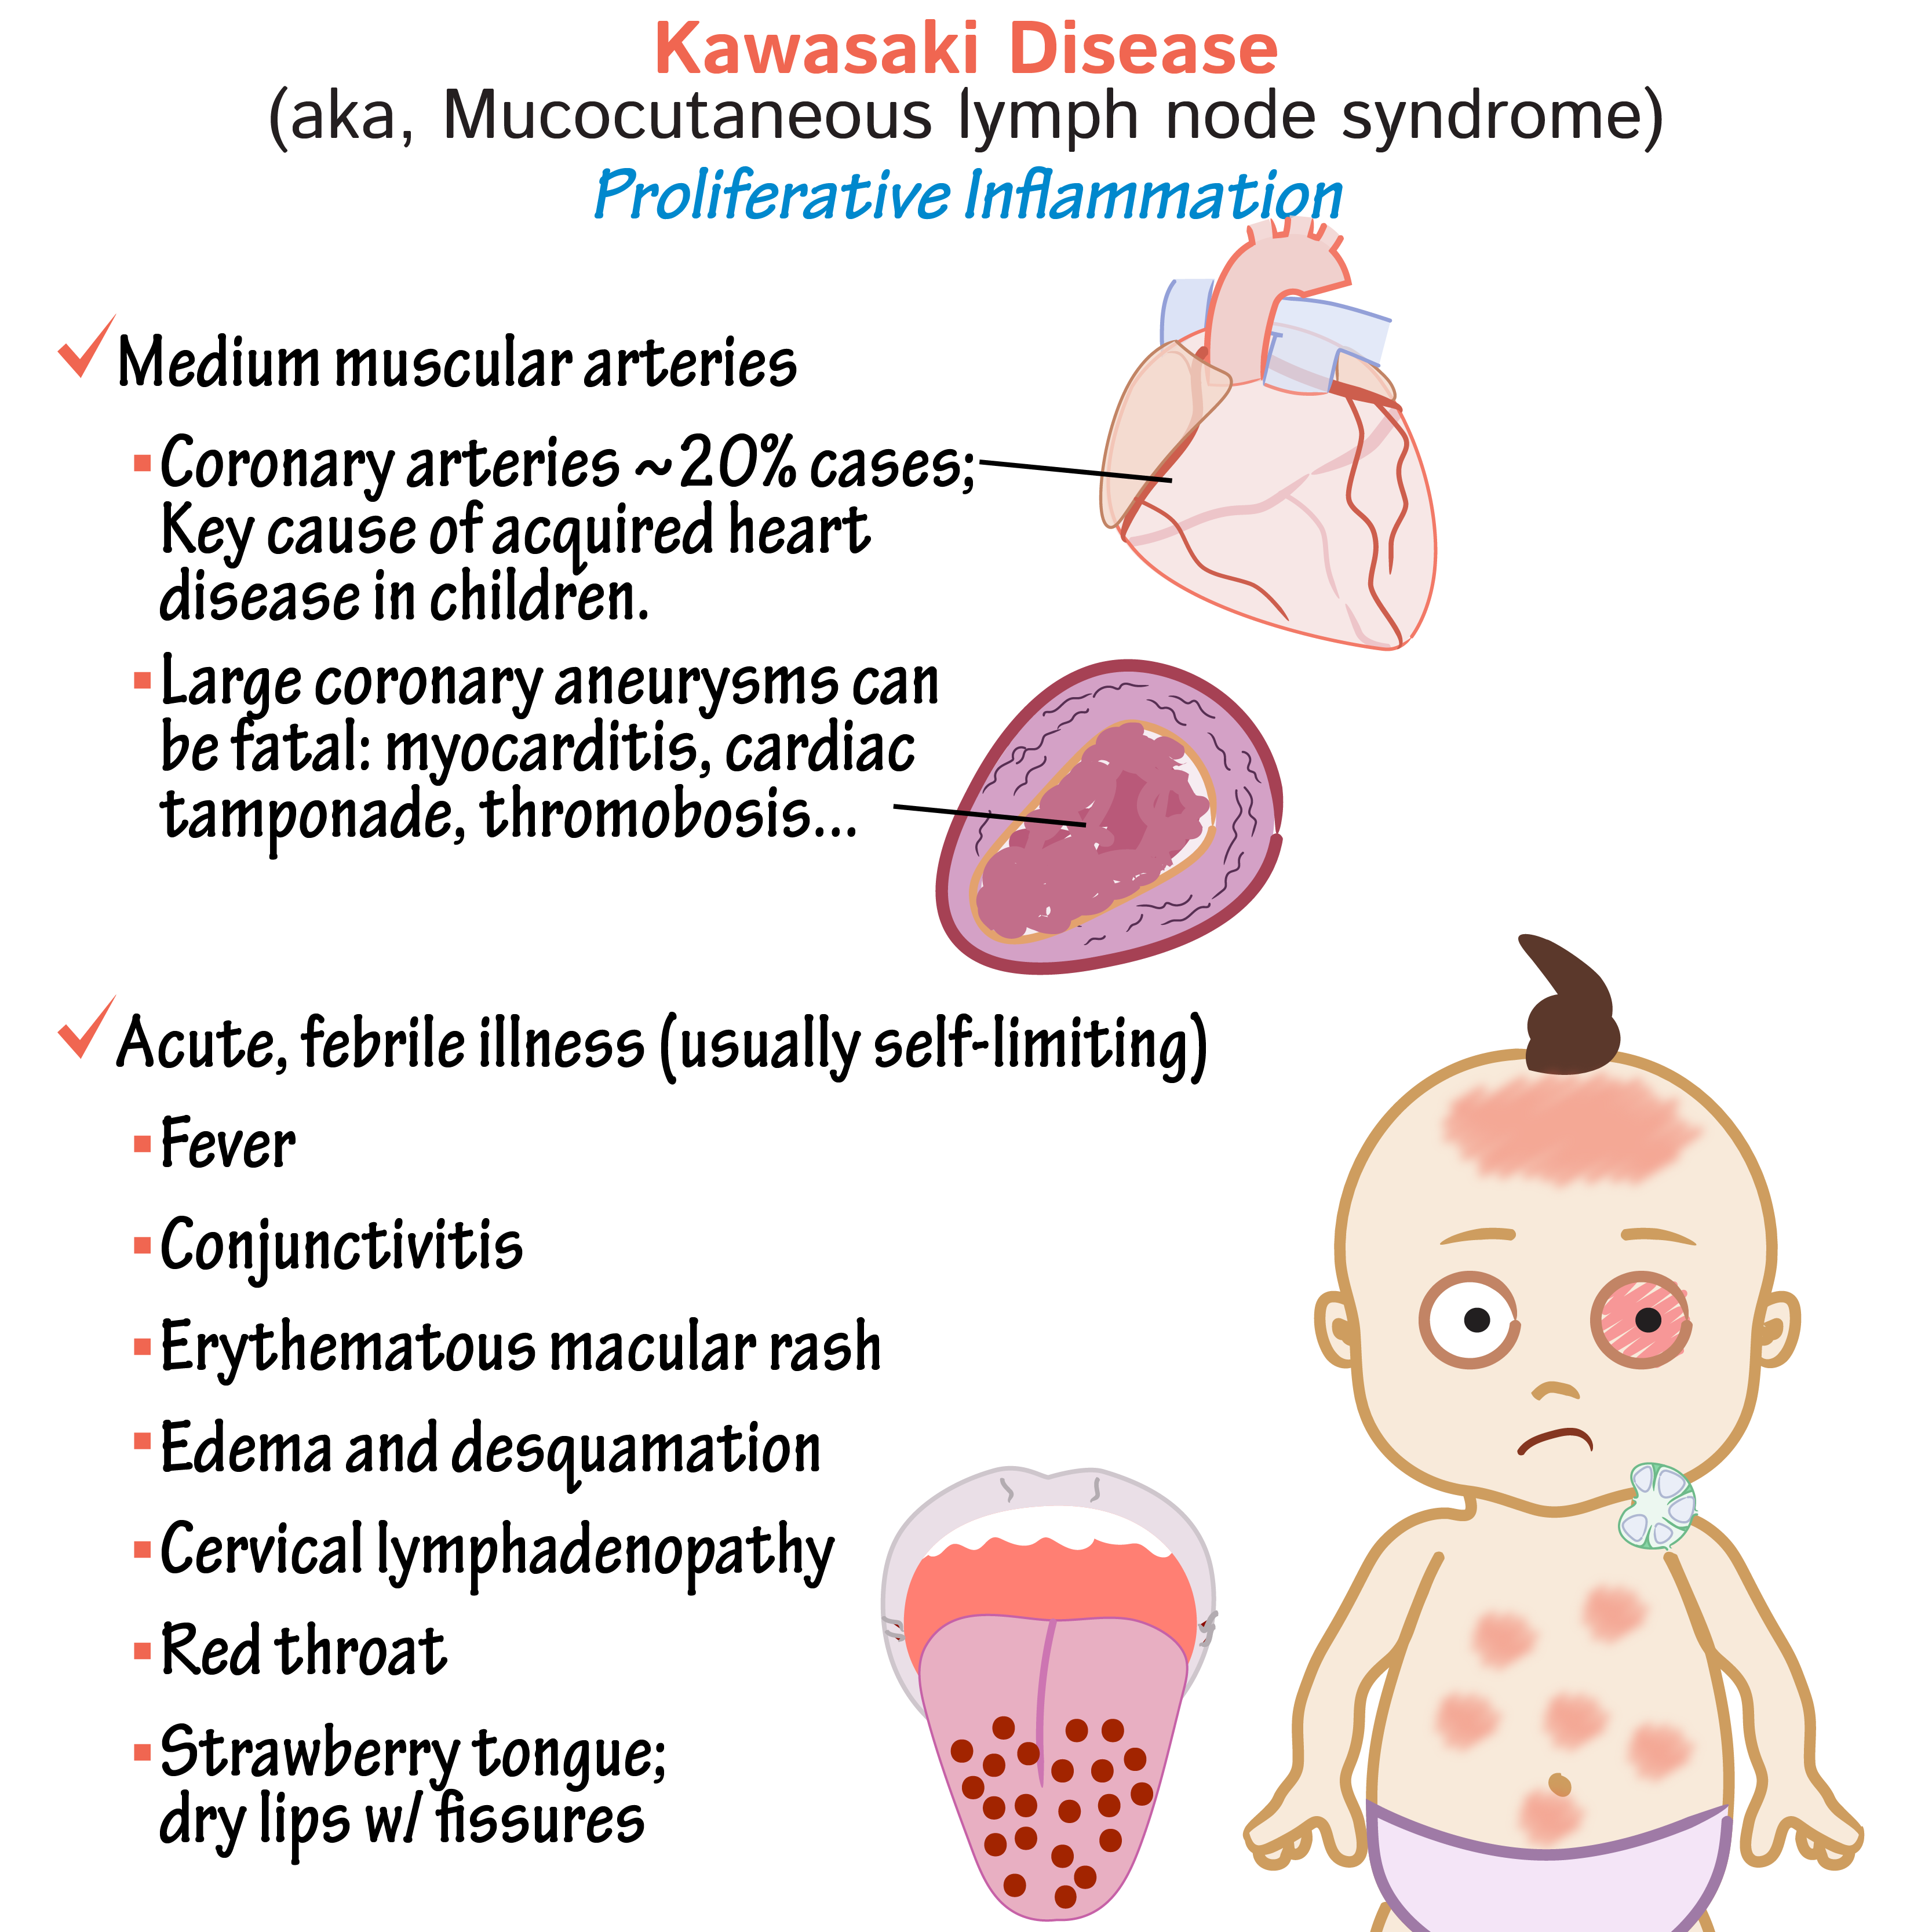 Kawasaki Disease
(aka, Mucocutaneous lymph node syndrome)
Proliferative Inflammation
Medium muscular arteries
Coronary arteries ~20% cases;
Key cause of acquired heart
disease in children.
Large coronary aneurysms can
be fatal: myocarditis, cardiac
tamponade, thromobosis...
Acute, febrile illness (usually self-limiting)
Fever
Conjunctivitis
Erythematous macular rash
Edema and desquamation
Cervical lymphadenopathy
Red throat
Strawberry tongue;
dry lips w/ fissures